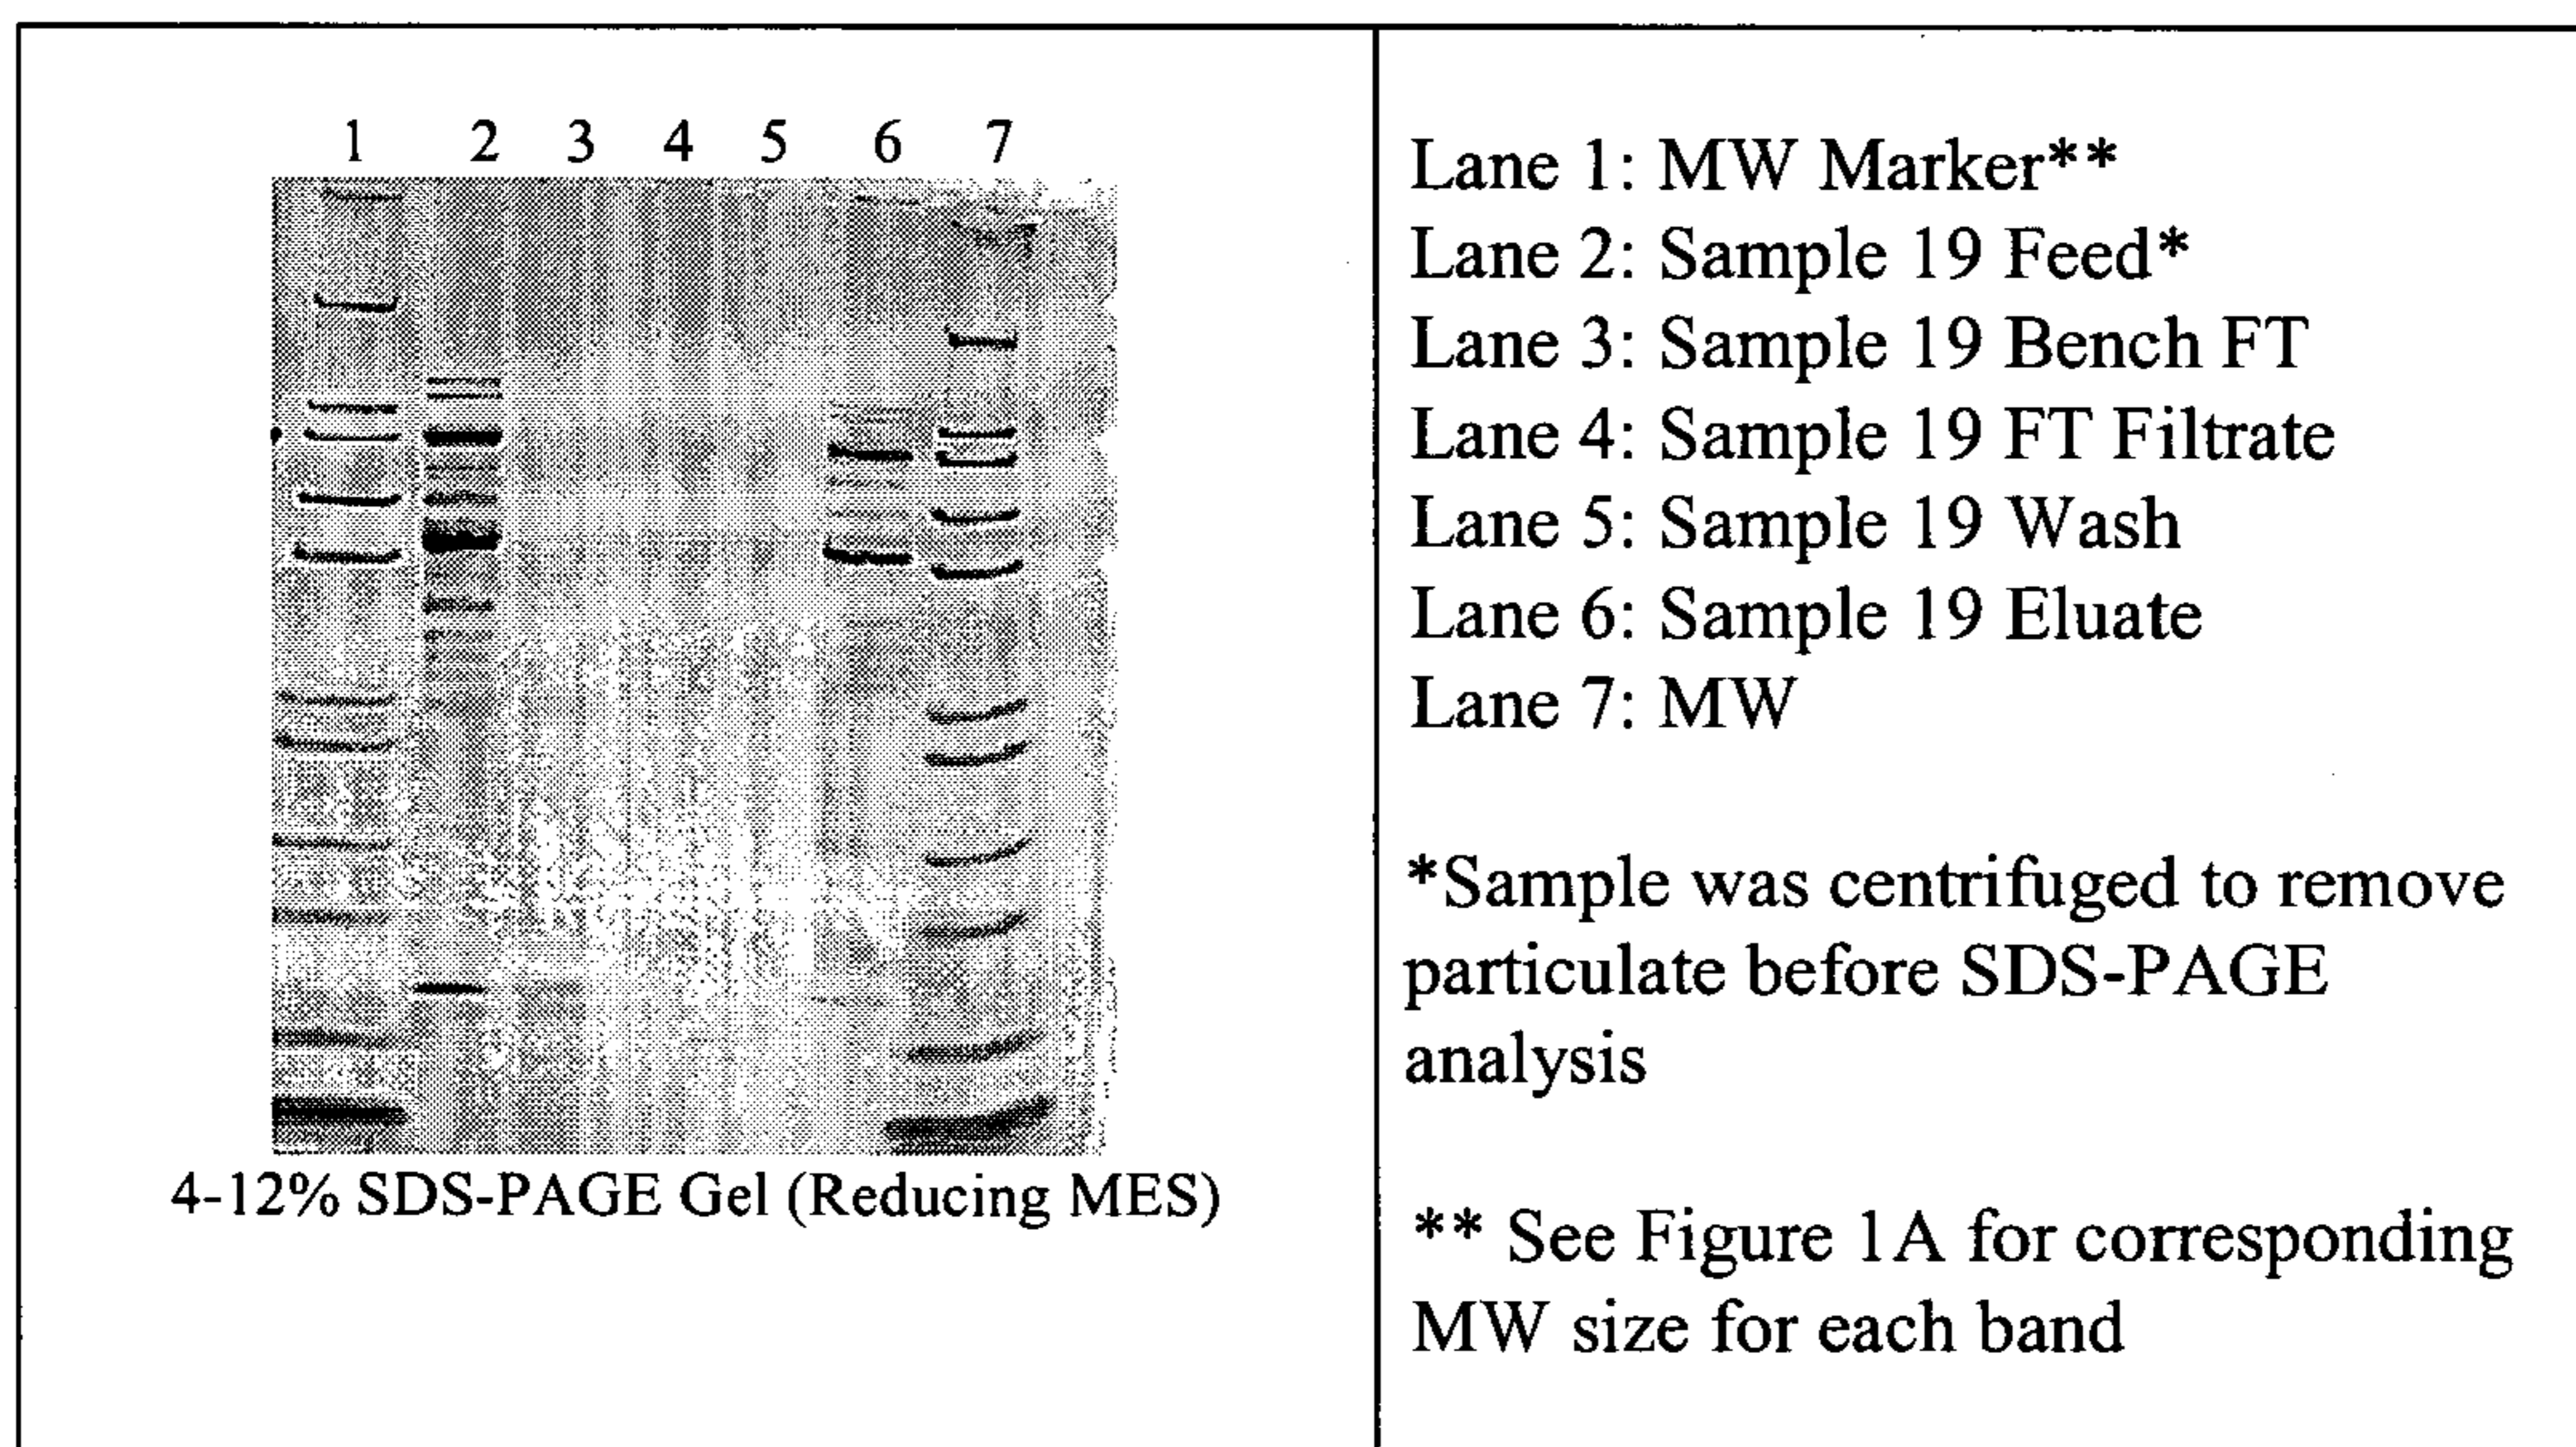 1 2 3 4 5 6 7
4-12% SDS-PAGE Gel (Reducing MES)
Lane 1: MW Marker**
Lane 2: Sample 19 Feed*
Lane 3: Sample 19 Bench FT
Lane 4: Sample 19 FT Filtrate
Lane 5: Sample 19 Wash
Lane 6: Sample 19 Eluate
Lane 7: MW
*Sample was centrifuged to remove
particulate before SDS-PAGE
analysis
** See Figure 1A for corresponding
MW size for each band